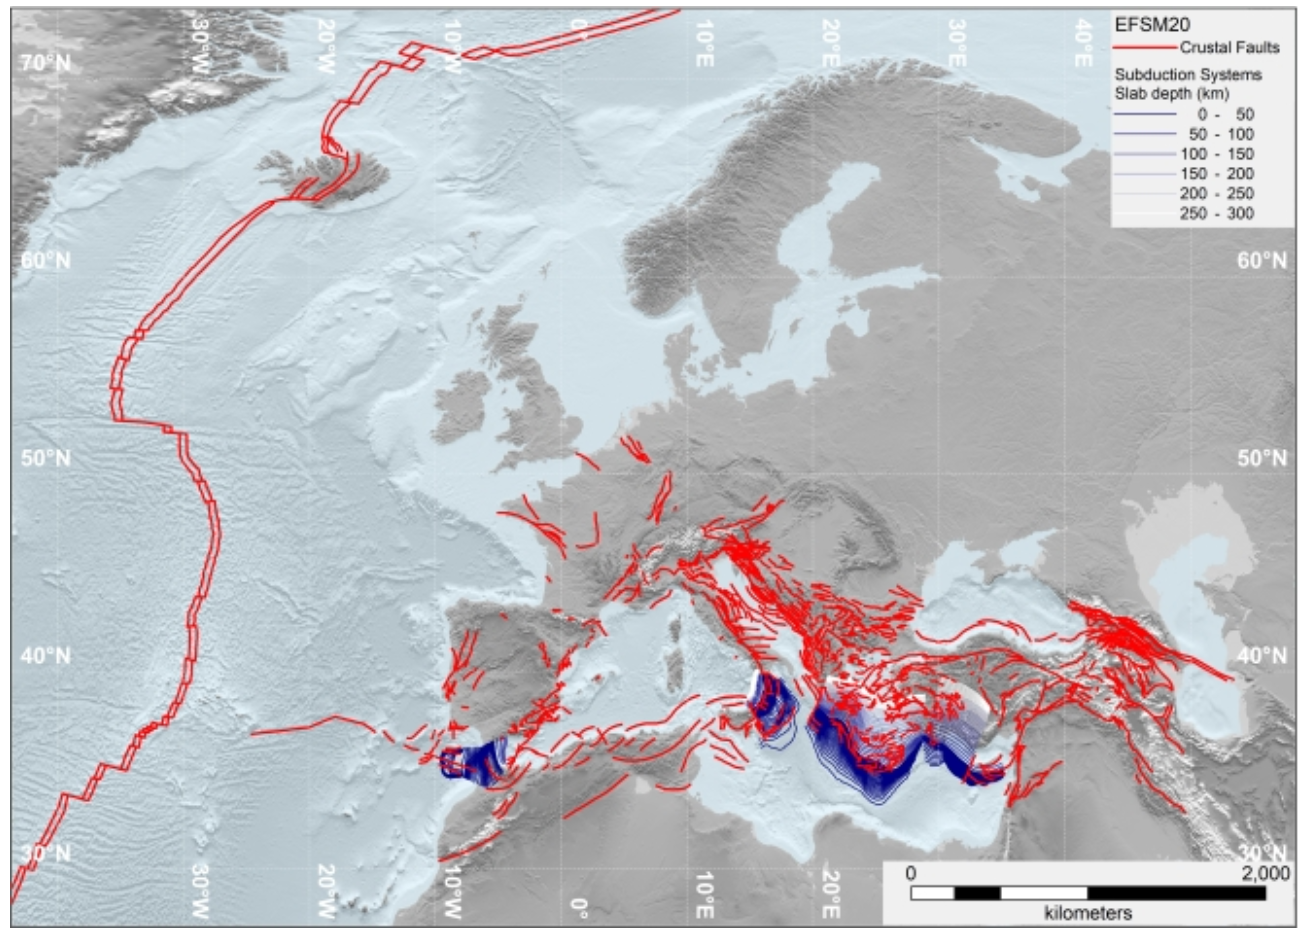 30°W
20°W
10°W
0°
10°E
20°E
30°E
40°E
EFSM20
Crustal Faults
Subduction Systems
Slab depth (km)
0 - 50
50 - 100
100 - 150
150 - 200
200 - 250
250 - 300
70°N
60°N
60°N
50°N
50°N
40°N
40°N
30°N
30°N
30°W
20°W
10°W
0°
10°E
20°E
0
2,000
kilometers